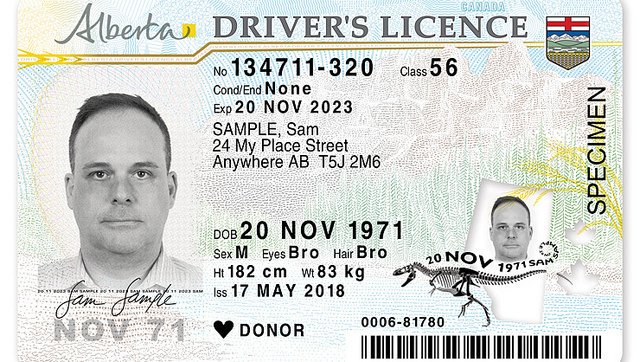 CANADA
Alberta DRIVER'S LICENCE
No 134711-320 Class 56
Cond/End None
Exp 20 NOV 2023
SAMPLE, Sam
24 My Place Street
Anywhere AB T5J 2M6
SPECIMEN
DOB 20 NOV 1971
Sex M Eyes Bro Hair Bro
Ht 182 cm Wt 83 kg
Iss 17 MAY 2018
20 NOV 1971 SAM SAMPLE
Sam Sample
NOV 71
DONOR
0006-81780